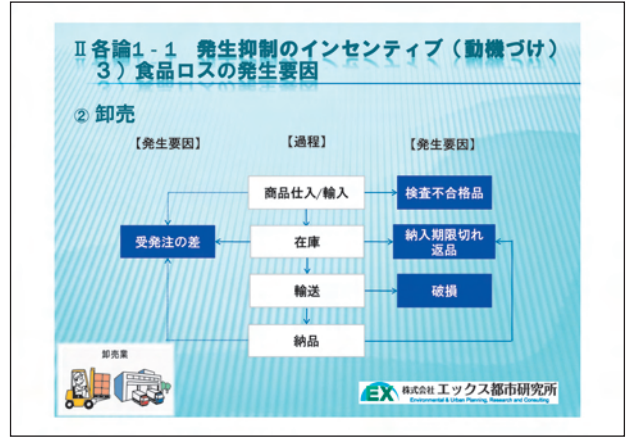 Ⅱ各論1-1 発生抑制のインセンティブ(動機づけ)
3)食品ロスの発生要因
② 卸売
【発生要因】 【過程】 【発生要因】
商品仕入/輸入 検査不合格品
受発注の差 在庫 納入期限切れ
返品
輸送 破損
納品
卸売業
EX 株式会社 エックス都市研究所
Environmental & Urban Planning, Research and Consulting